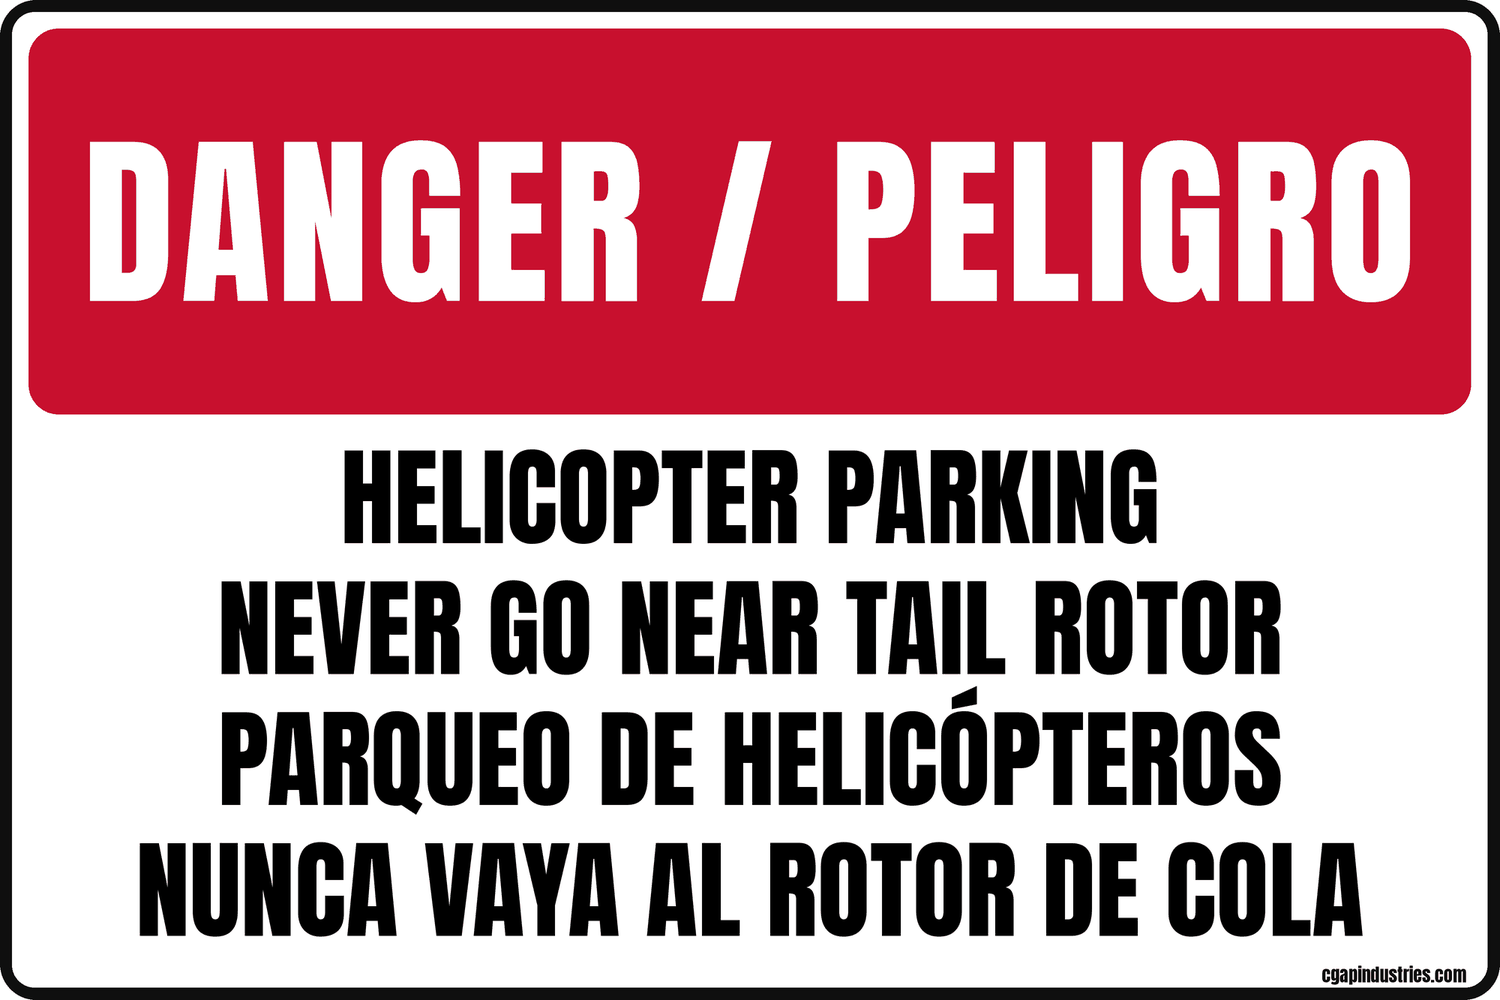 DANGER / PELIGRO
HELICOPTER PARKING
NEVER GO NEAR TAIL ROTOR
PARQUEO DE HELICÓPTEROS
NUNCA VAYA AL ROTOR DE COLA
cgapindustries.com